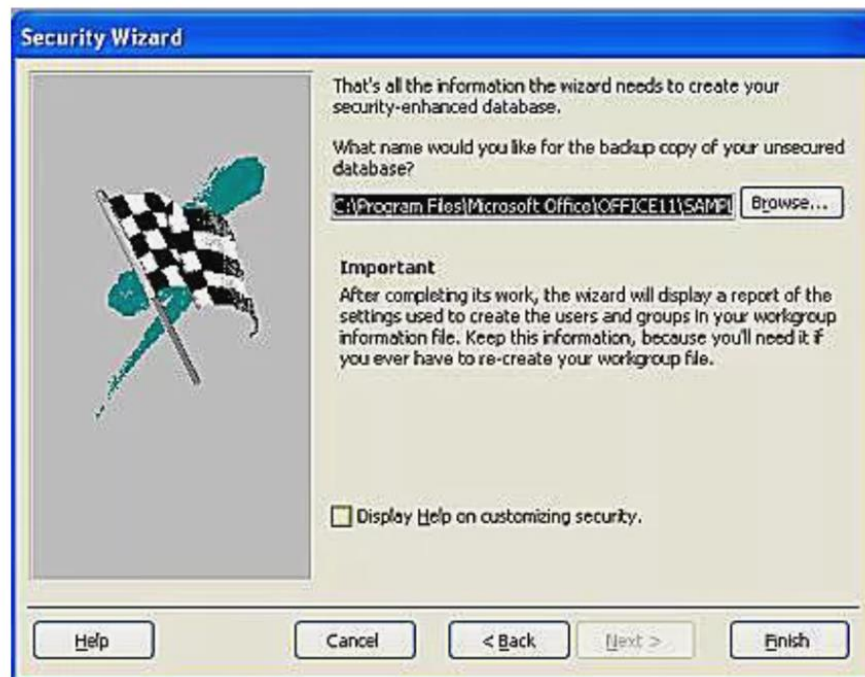 Security Wizard
That's all the information the wizard needs to create your
security-enhanced database.
What name would you like for the backup copy of your unsecured
database?
C:\Program Files\Microsoft Office\OFFICE11\SAMPL
Browse...
Important
After completing its work, the wizard will display a report of the
settings used to create the users and groups in your workgroup
information file. Keep this information, because you'll need it if
you ever have to re-create your workgroup file.
Display Help on customizing security.
Help
Cancel
< Back
Next >
Finish